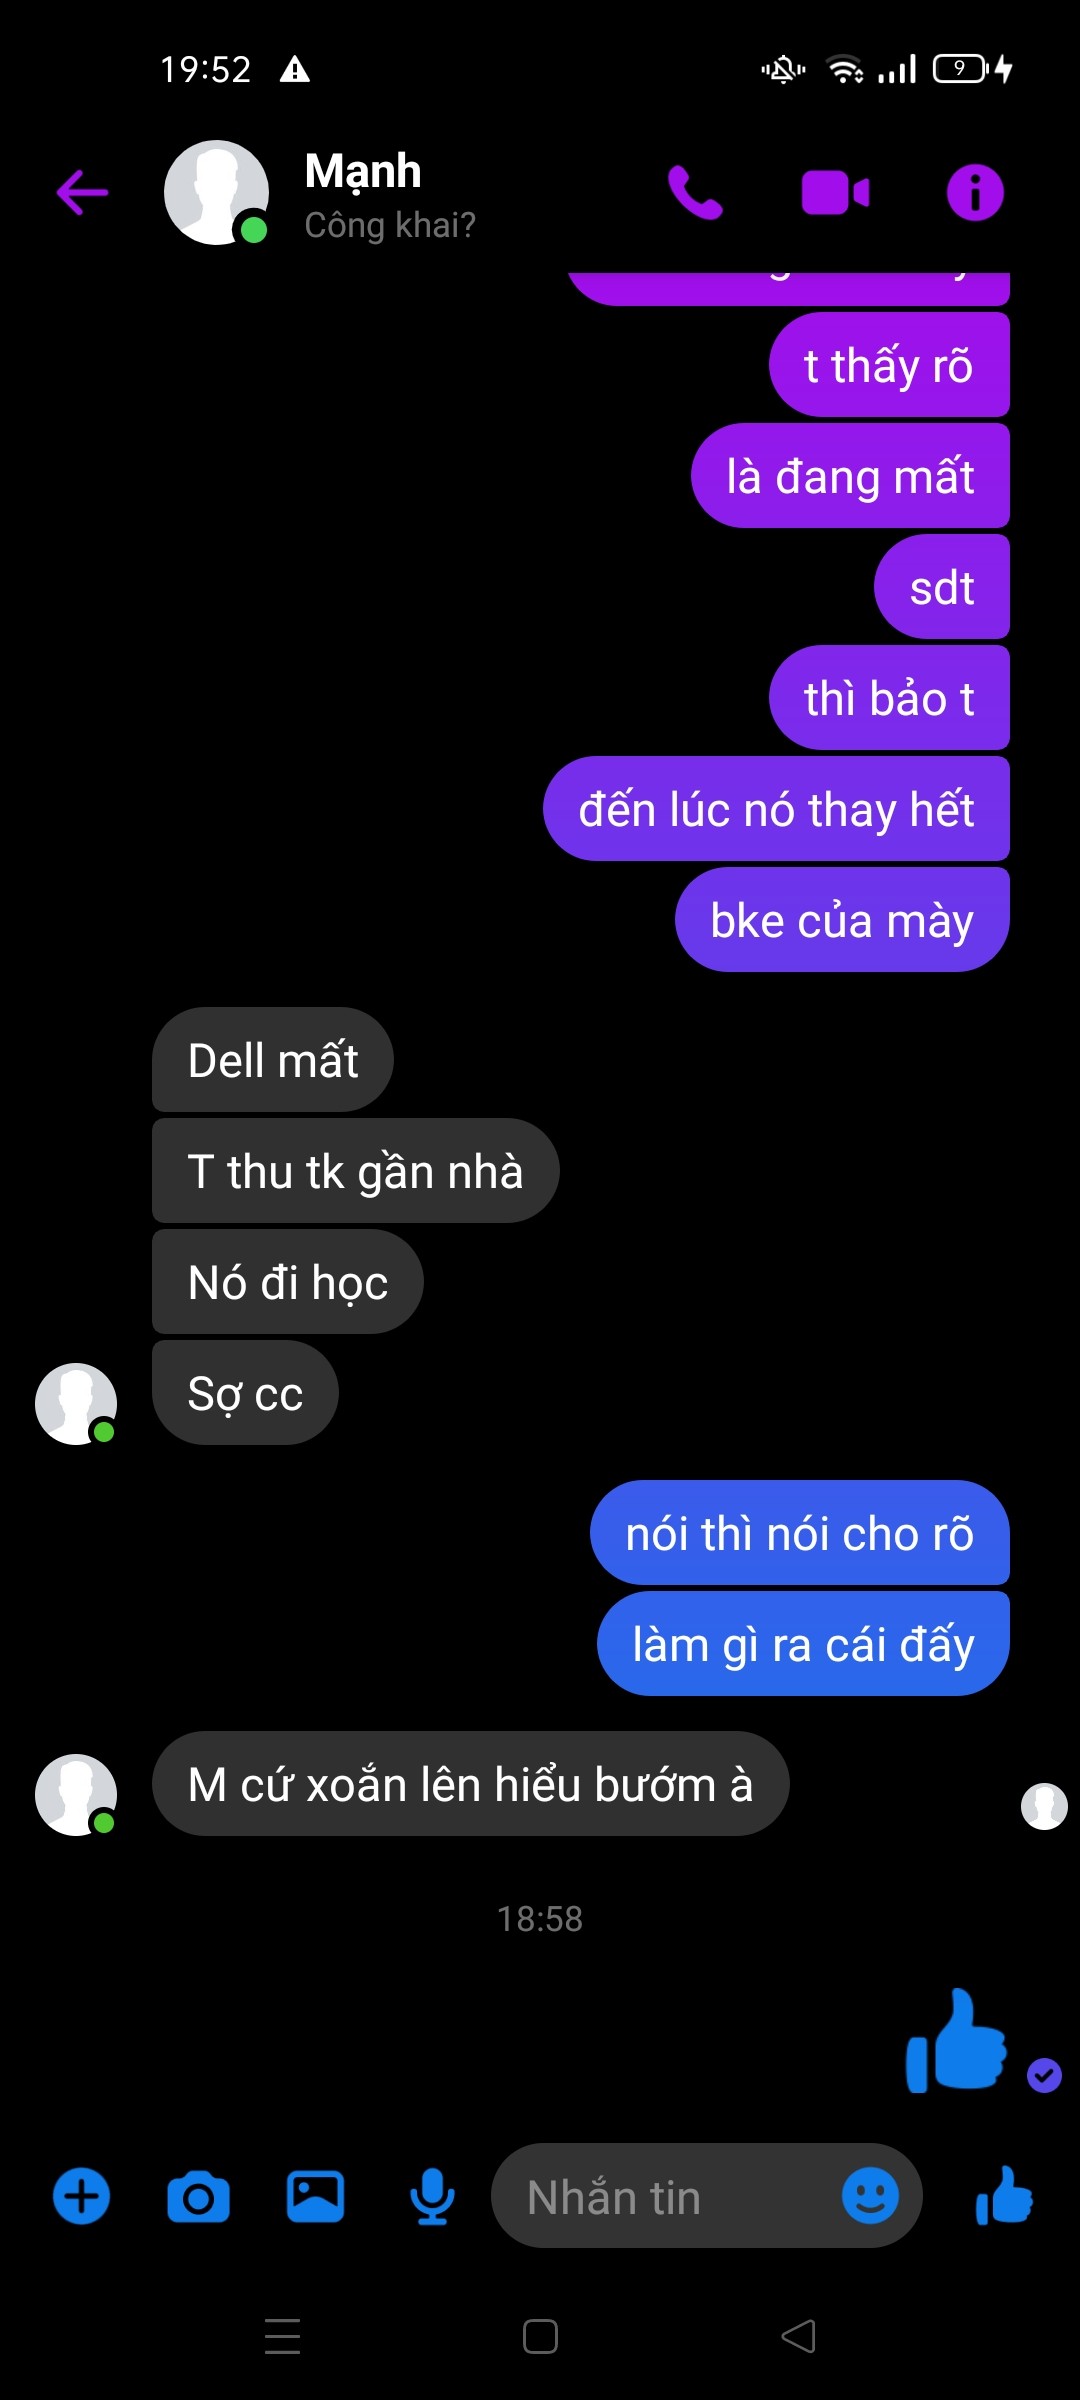 19:52
9
Mạnh
Công khai?
t thấy rõ
là đang mất
sdt
thì bảo t
đến lúc nó thay hết
bke của mày
Dell mất
T thu tk gần nhà
Nó đi học
Sợ cc
nói thì nói cho rõ
làm gì ra cái đấy
M cứ xoắn lên hiểu bướm à
18:58
Nhắn tin